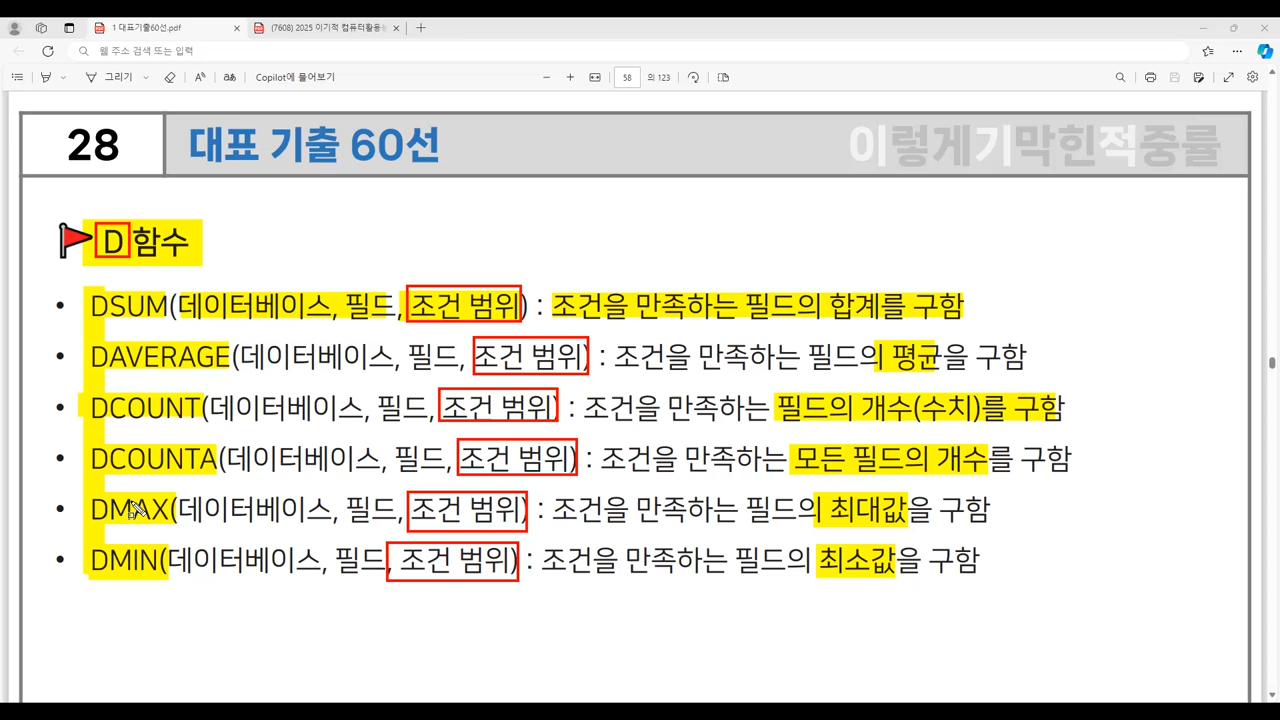 1 대표기출60선.pdf
(7608) 2025 이기적 컴퓨터활용능
웹 주소 검색 또는 입력
그리기
가あ
Copilot에 물어보기
58 의 123
28 대표 기출 60선 이렇게기막힌적중률
D 함수
• DSUM(데이터베이스, 필드, 조건 범위) : 조건을 만족하는 필드의 합계를 구함
• DAVERAGE(데이터베이스, 필드, 조건 범위) : 조건을 만족하는 필드의 평균을 구함
• DCOUNT(데이터베이스, 필드, 조건 범위) : 조건을 만족하는 필드의 개수(수치)를 구함
• DCOUNTA(데이터베이스, 필드, 조건 범위) : 조건을 만족하는 모든 필드의 개수를 구함
• DMAX(데이터베이스, 필드, 조건 범위) : 조건을 만족하는 필드의 최대값을 구함
• DMIN(데이터베이스, 필드, 조건 범위) : 조건을 만족하는 필드의 최소값을 구함